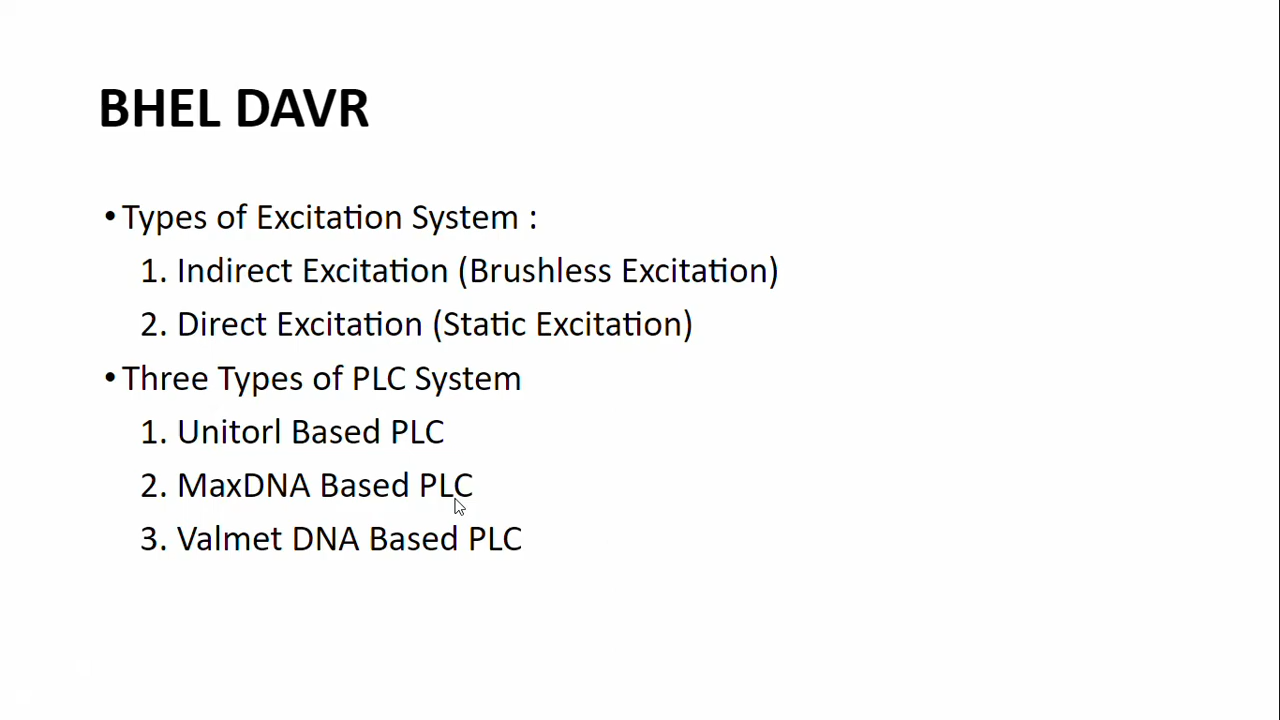 BHEL DAVR
•Types of Excitation System :
1. Indirect Excitation (Brushless Excitation)
2. Direct Excitation (Static Excitation)
•Three Types of PLC System
1. Unitorl Based PLC
2. MaxDNA Based PLC
3. Valmet DNA Based PLC